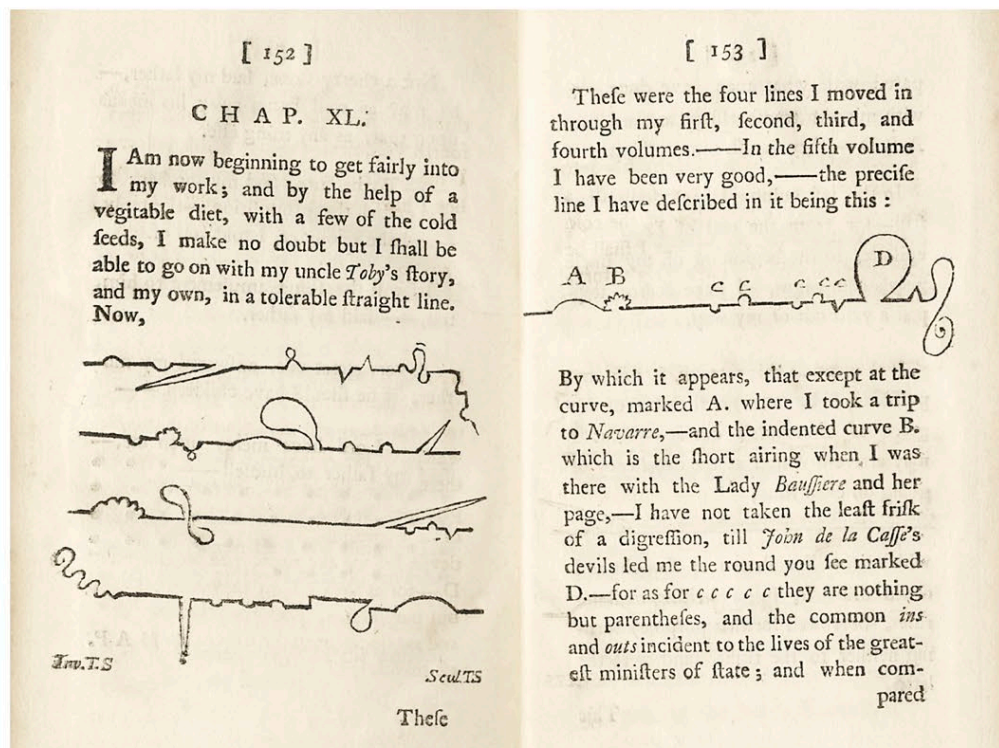 [ 152 ]
C H A P. XL.
I Am now beginning to get fairly into
my work; and by the help of a
vegitable diet, with a few of the cold
ſeeds, I make no doubt but I ſhall be
able to go on with my uncle Toby's ſtory,
and my own, in a tolerable ſtraight line.
Now,
Inv.T.S
Scul.T.S
Theſe
[ 153 ]
Theſe were the four lines I moved in
through my firſt, ſecond, third, and
fourth volumes.——In the fifth volume
I have been very good,——the preciſe
line I have deſcribed in it being this :
A B c c c c c D
By which it appears, that except at the
curve, marked A. where I took a trip
to Navarre,—and the indented curve B.
which is the ſhort airing when I was
there with the Lady Bauſſiere and her
page,—I have not taken the leaſt friſk
of a digreſſion, till John de la Caſſe's
devils led me the round you ſee marked
D.—for as for c c c c c they are nothing
but parentheſes, and the common ins
and outs incident to the lives of the great-
eſt miniſters of ſtate; and when com-
pared